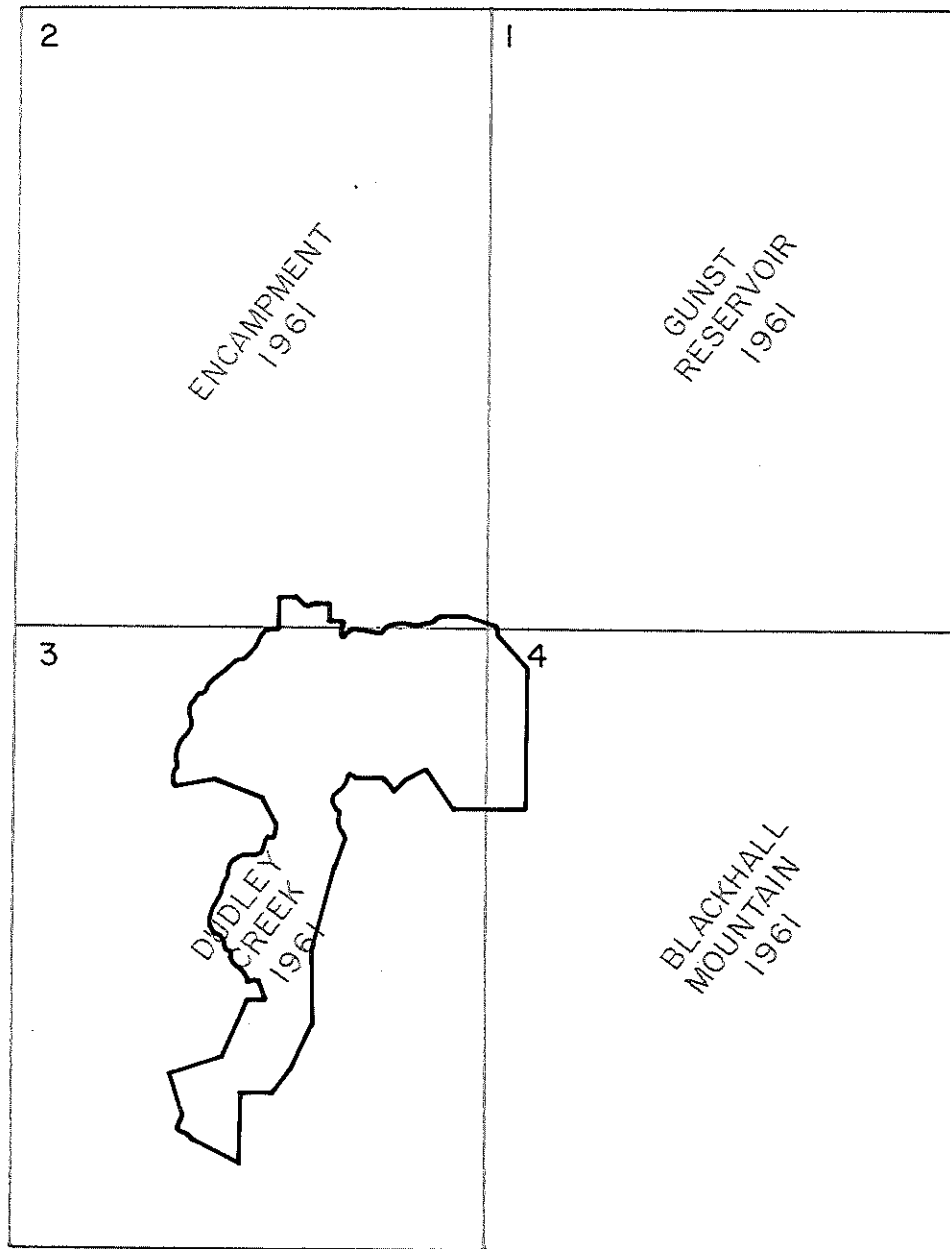 2
ENCAMPMENT
1961
1
GUNST
RESERVOIR
1961
3
DUDLEY
CREEK
1961
4
BLACKHALL
MOUNTAIN
1961